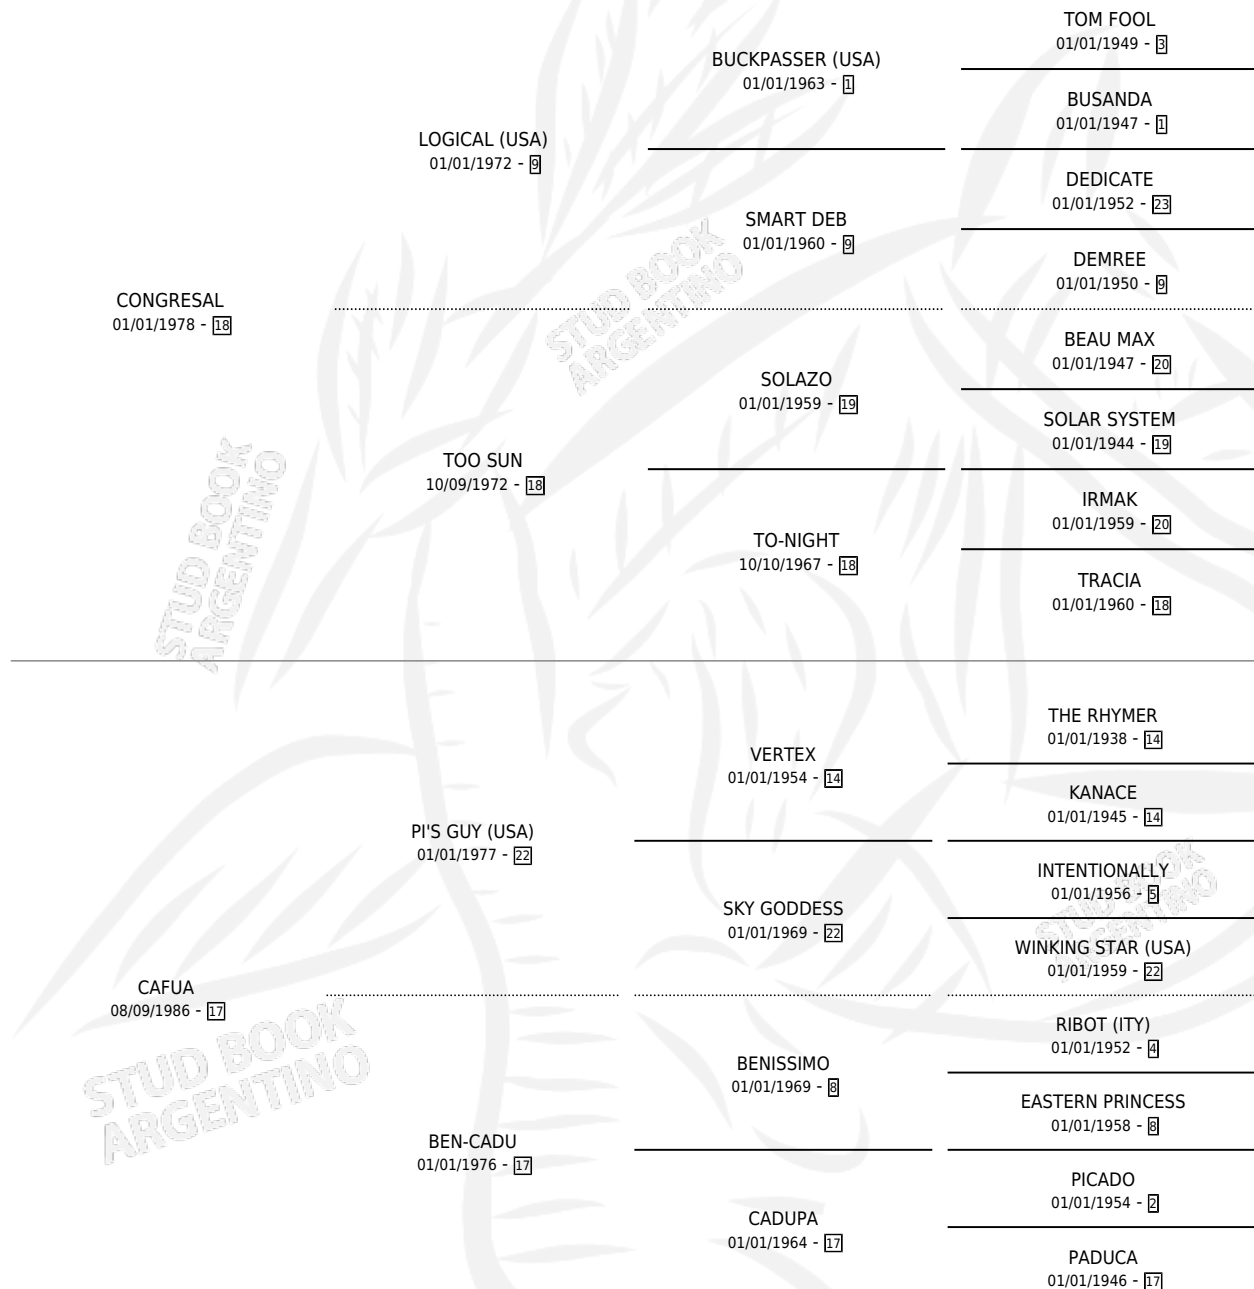 TOM FOOL
01/01/1949 - 3
BUCKPASSER (USA)
01/01/1963 - 1
BUSANDA
01/01/1947 - 1
LOGICAL (USA)
01/01/1972 - 9
DEDICATE
01/01/1952 - 23
SMART DEB
01/01/1960 - 9
DEMREE
01/01/1950 - 9
CONGRESAL
01/01/1978 - 18
STUD BOOK
ARGENTINO
BEAU MAX
01/01/1947 - 20
SOLAZO
01/01/1959 - 19
SOLAR SYSTEM
01/01/1944 - 19
TOO SUN
10/09/1972 - 18
IRMAK
01/01/1959 - 20
TO-NIGHT
10/10/1967 - 18
TRACIA
01/01/1960 - 18
STUD BOOK
ARGENTINO
THE RHYMER
01/01/1938 - 14
VERTEX
01/01/1954 - 14
KANACE
01/01/1945 - 14
PI'S GUY (USA)
01/01/1977 - 22
INTENTIONALLY
01/01/1956 - 5
SKY GODDESS
01/01/1969 - 22
WINKING STAR (USA)
01/01/1959 - 22
STUD BOOK
ARGENTINO
CAFUA
08/09/1986 - 17
RIBOT (ITY)
01/01/1952 - 4
BENISSIMO
01/01/1969 - 8
EASTERN PRINCESS
01/01/1958 - 8
STUD BOOK
ARGENTINO
BEN-CADU
01/01/1976 - 17
PICADO
01/01/1954 - 2
CADUPA
01/01/1964 - 17
PADUCA
01/01/1946 - 17